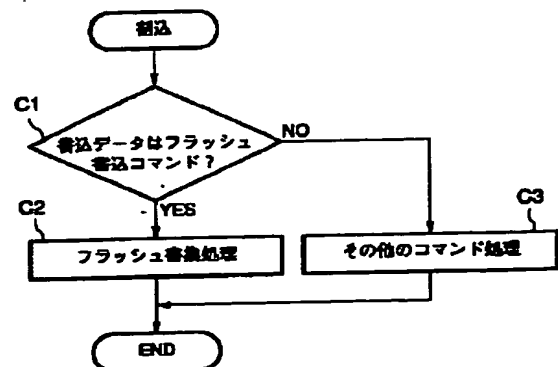 割込
C1
書込データはフラッシュ
書込コマンド?
NO
YES
C2
フラッシュ書換処理
C3
その他のコマンド処理
END